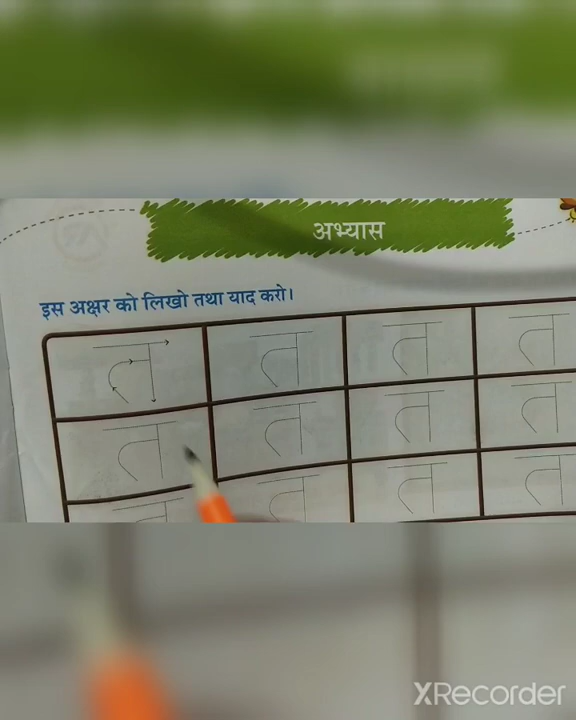 अभ्यास
इस अक्षर को लिखो तथा याद करो।
त त त त
त त त त
त त त त
XRecorder